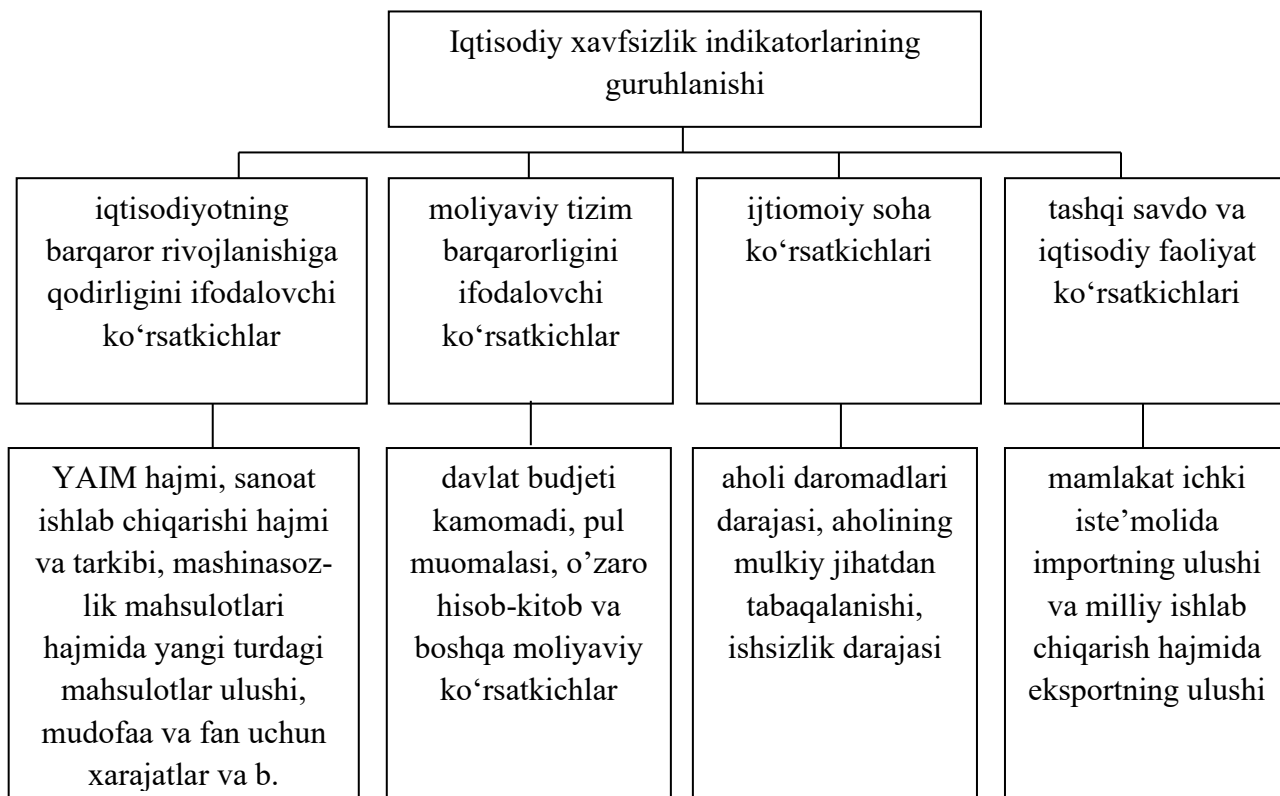 Iqtisodiy xavfsizlik indikatorlarining
guruhlanishi
iqtisodiyotning
barqaror rivojlanishiga
qodirligini ifodalovchi
ko‘rsatkichlar
moliyaviy tizim
barqarorligini
ifodalovchi
ko‘rsatkichlar
ijtiomoiy soha
ko‘rsatkichlari
tashqi savdo va
iqtisodiy faoliyat
ko‘rsatkichlari
YAIM hajmi, sanoat
ishlab chiqarishi hajmi
va tarkibi, mashinasoz-
lik mahsulotlari
hajmida yangi turdagi
mahsulotlar ulushi,
mudofaa va fan uchun
xarajatlar va b.
davlat budjeti
kamomadi, pul
muomalasi, o’zaro
hisob-kitob va
boshqa moliyaviy
ko‘rsatkichlar
aholi daromadlari
darajasi, aholining
mulkiy jihatdan
tabaqalanishi,
ishsizlik darajasi
mamlakat ichki
iste’molida
importning ulushi
va milliy ishlab
chiqarish hajmida
eksportning ulushi